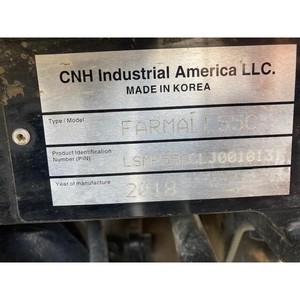 CNH Industrial America LLC.
MADE IN KOREA
Type / Model FARMALL 55C
Product Identification
Number (PIN)
Year of manufacture 2018